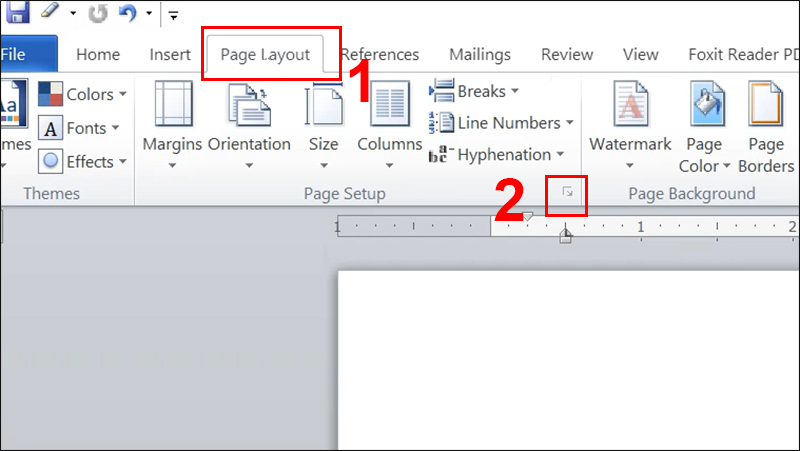 File Home Insert Page Layout References Mailings Review View Foxit Reader PD
1
Aa Colors Breaks
A Fonts Line Numbers A
Effects bc Hyphenation
Margins Orientation Size Columns Watermark Page Color Page Borders
Themes Page Setup Page Background
2
1 1 2